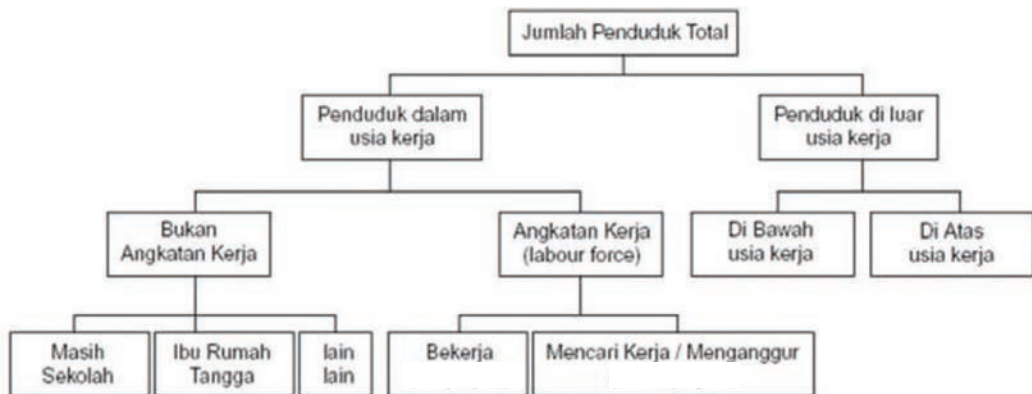 Jumlah Penduduk Total
Penduduk dalam
usia kerja
Penduduk di luar
usia kerja
Bukan
Angkatan Kerja
Angkatan Kerja
(labour force)
Di Bawah
usia kerja
Di Atas
usia kerja
Masih
Sekolah
Ibu Rumah
Tangga
lain
lain
Bekerja
Mencari Kerja / Menganggur